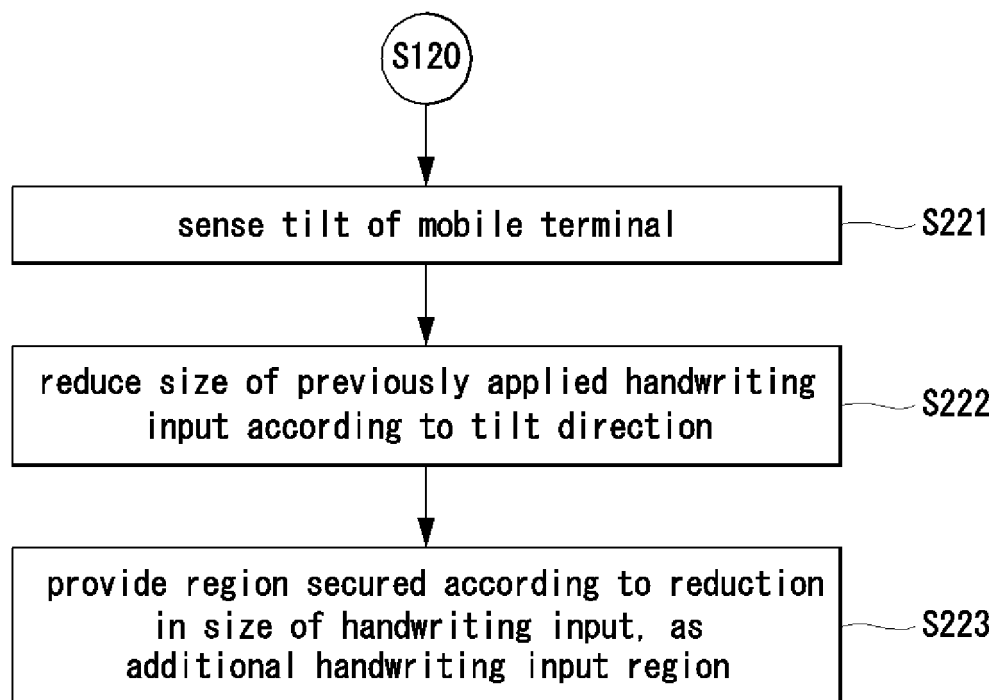 S120
sense tilt of mobile terminal
S221
reduce size of previously applied handwriting
input according to tilt direction
S222
provide region secured according to reduction
in size of handwriting input, as
additional handwriting input region
S223